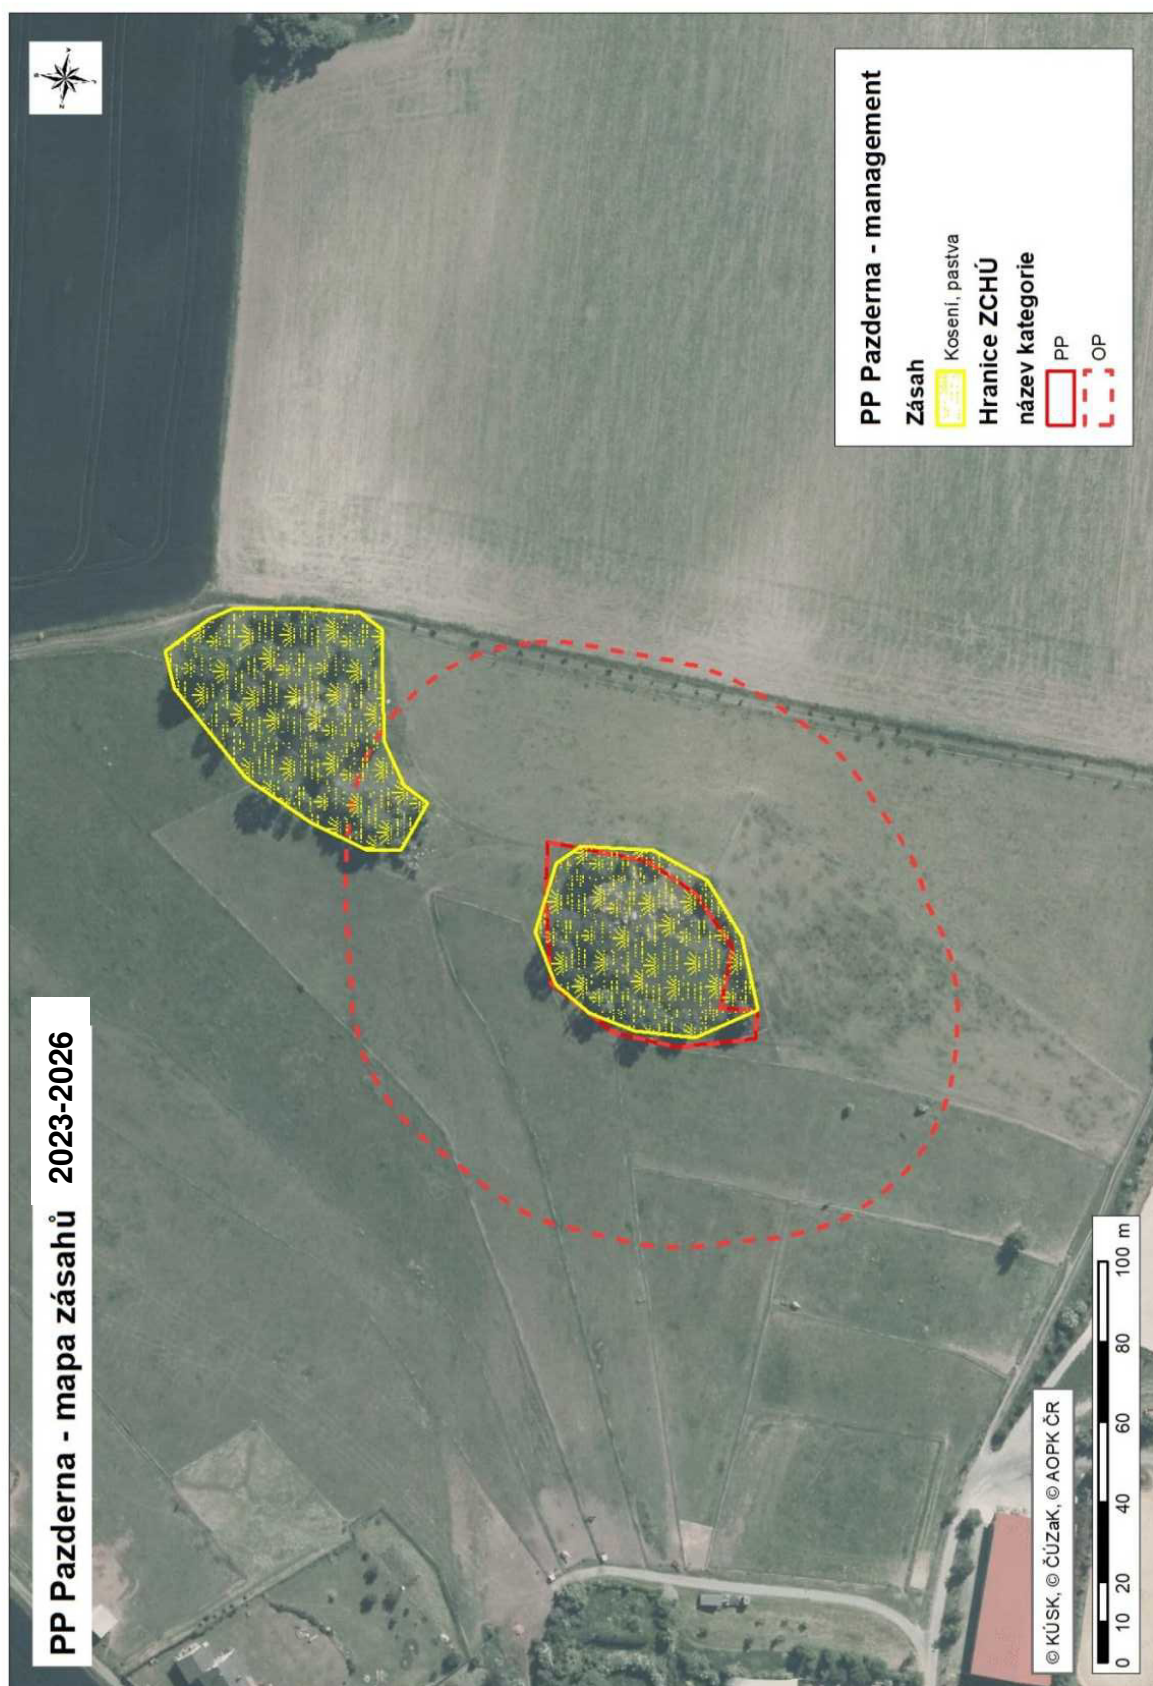 PP Pazderna - mapa zásahů 2023-2026
PP Pazderna - management
Zásah
Kosení, pastva
Hranice ZCHÚ
název kategorie
PP
OP
© KÚSK, © ČÚZaK, © AOPK ČR
0 10 20 40 60 80 100 m